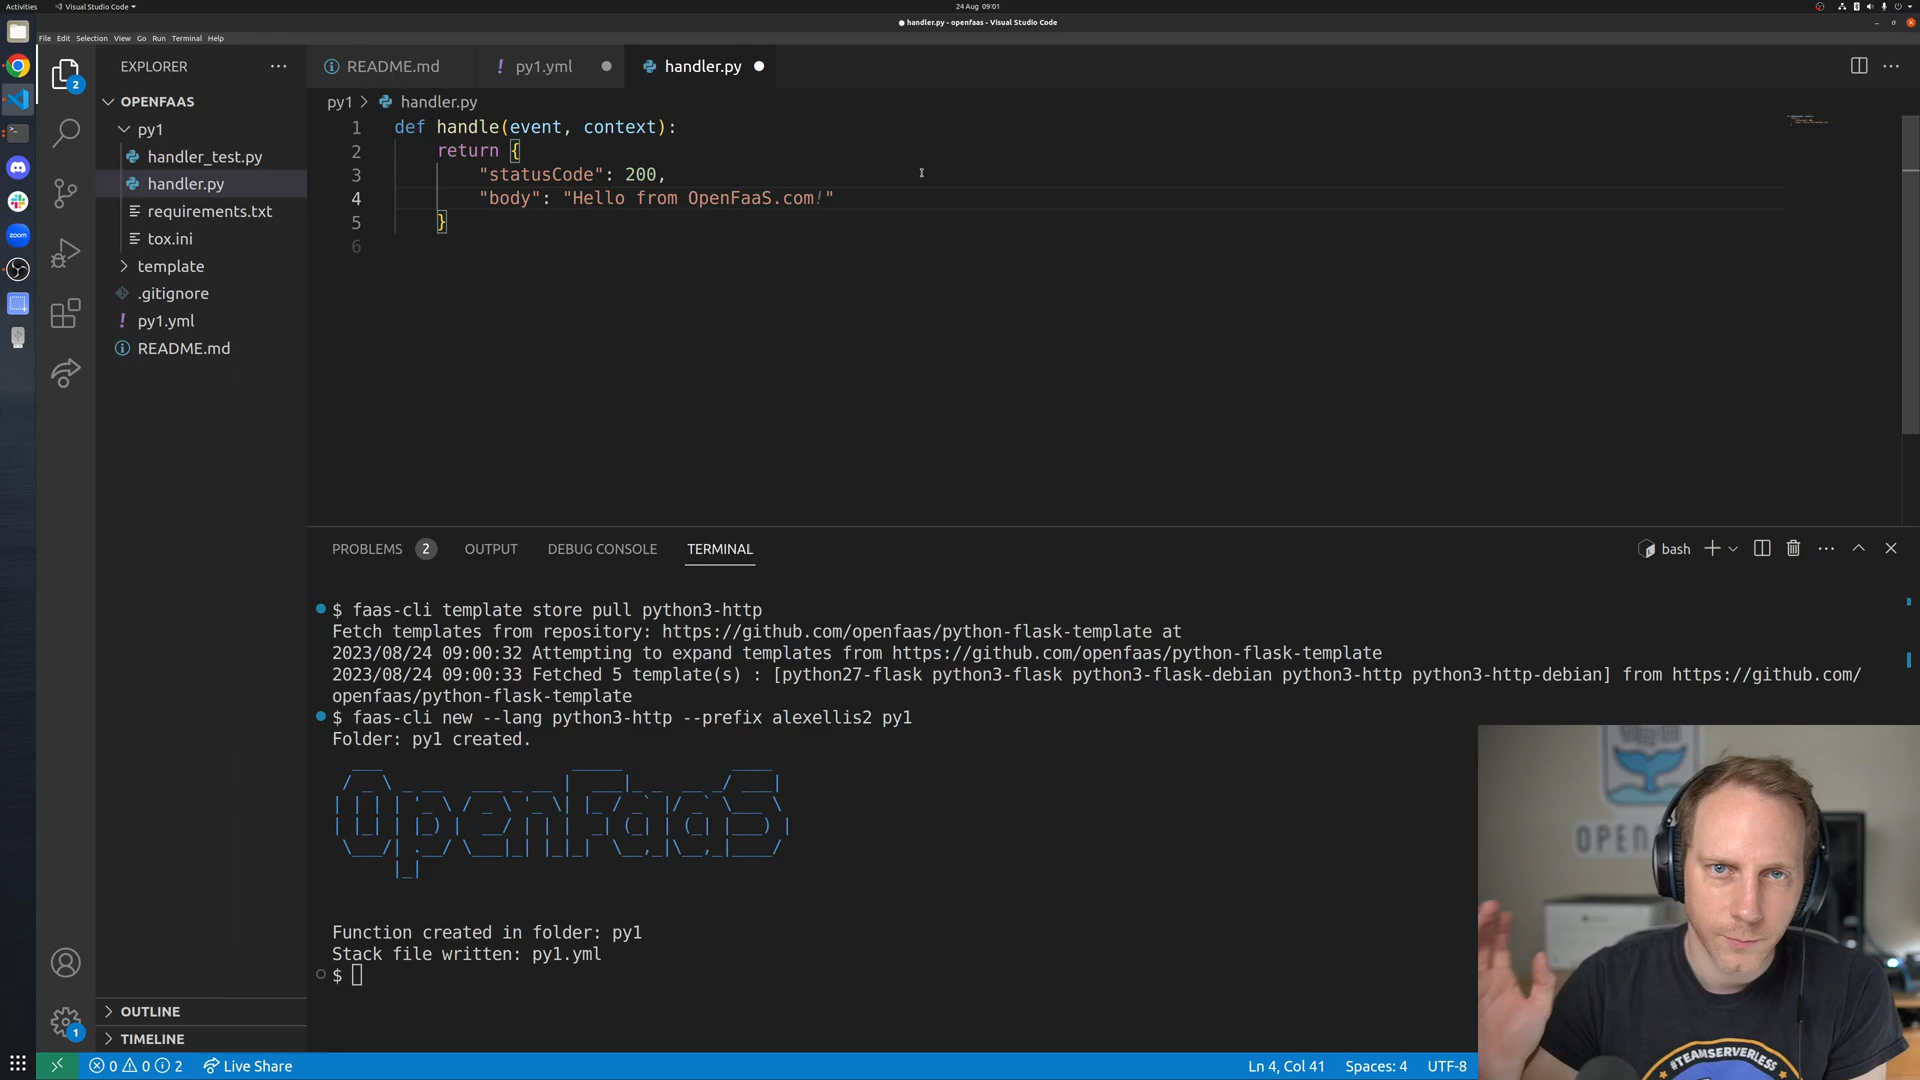 Activities
Visual Studio Code
24 Aug 09:01
● handler.py - openfaas - Visual Studio Code
File Edit Selection View Go Run Terminal Help
EXPLORER
README.md
py1.yml
handler.py
OPENFAAS
py1
handler_test.py
handler.py
requirements.txt
tox.ini
template
.gitignore
py1.yml
README.md
OUTLINE
TIMELINE
2
1
zoom
py1 > handler.py
1 def handle(event, context):
2 return {
3 "statusCode": 200,
4 "body": "Hello from OpenFaaS.com!"
5 }
6
PROBLEMS 2 OUTPUT DEBUG CONSOLE TERMINAL
bash
$ faas-cli template store pull python3-http
Fetch templates from repository: https://github.com/openfaas/python-flask-template at
2023/08/24 09:00:32 Attempting to expand templates from https://github.com/openfaas/python-flask-template
2023/08/24 09:00:33 Fetched 5 template(s) : [python27-flask python3-flask python3-flask-debian python3-http python3-http-debian] from https://github.com/
openfaas/python-flask-template
$ faas-cli new --lang python3-http --prefix alexellis2 py1
Folder: py1 created.
OpenFaaS
Function created in folder: py1
Stack file written: py1.yml
$
OPEN
#TEAMSERVERLESS
0 0 2 Live Share
Ln 4, Col 41 Spaces: 4 UTF-8